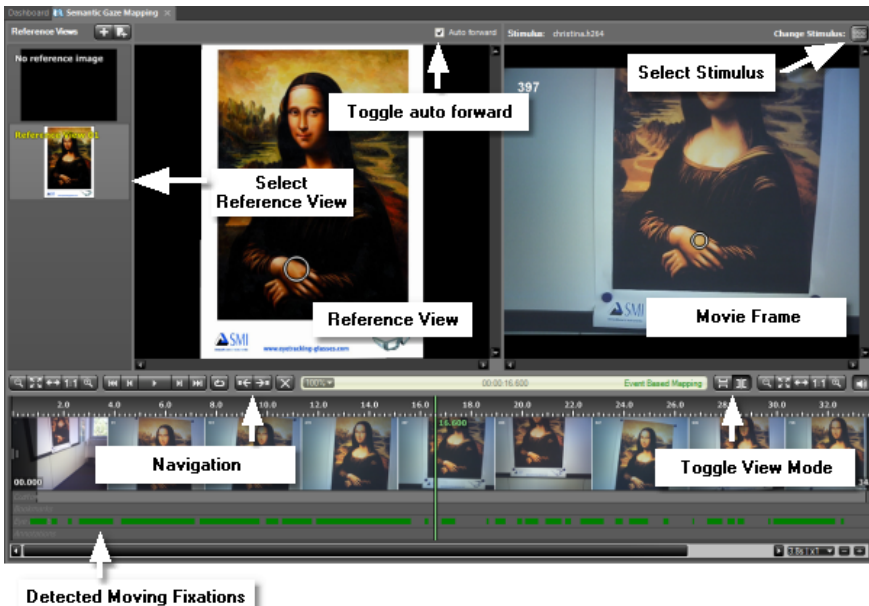 Dashboard Semantic Gaze Mapping
Reference Views
Auto forward
Stimulus: christina.h264
Change Stimulus:
No reference image
Reference View 01
397
Select Stimulus
Toggle auto forward
Select
Reference View
Reference View
Movie Frame
SMI
www.eyetracking-glasses.com
SMI
1:1
100%
00:00:16.600
Event Based Mapping
1:1
2.0 4.0 6.0 8.0 10.0 12.0 14.0 16.0 18.0 20.0 22.0 24.0 26.0 28.0 30.0 32.0
16.600
Navigation
Toggle View Mode
00.000
Detected Moving Fixations